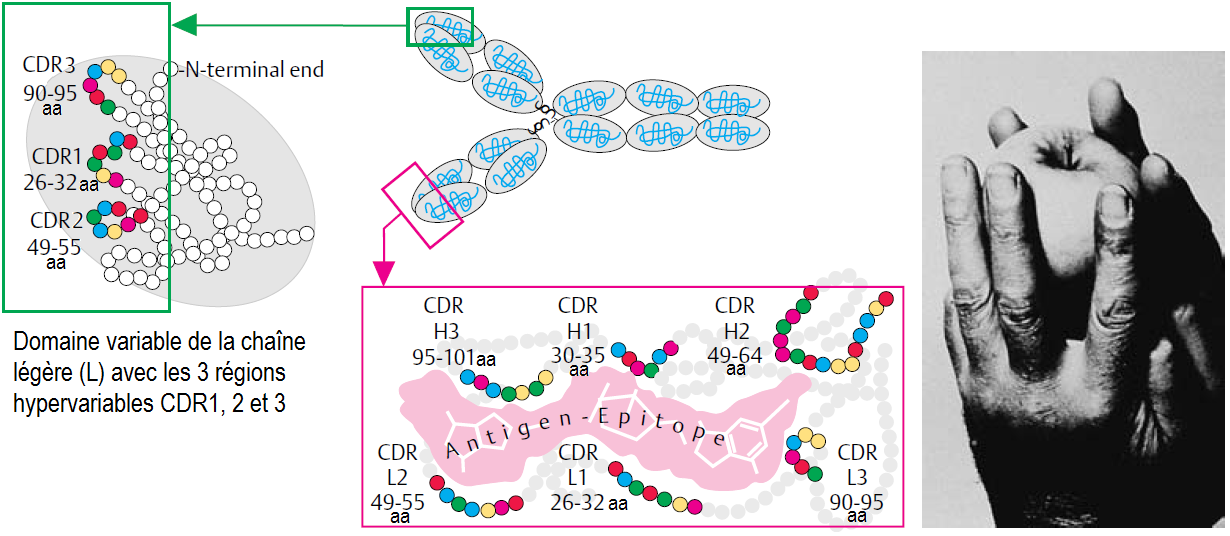 CDR3
90-95
aa
N-terminal end
CDR1
26-32 aa
CDR2
49-55
aa
Domaine variable de la chaîne
légère (L) avec les 3 régions
hypervariables CDR1, 2 et 3
S-S
S-S
CDR
H3
95-101aa
CDR
H1
30-35
aa
CDR
H2
49-64
aa
Antigen-Epitope
CDR
L2
49-55
aa
CDR
L1
26-32 aa
CDR
L3
90-95
aa